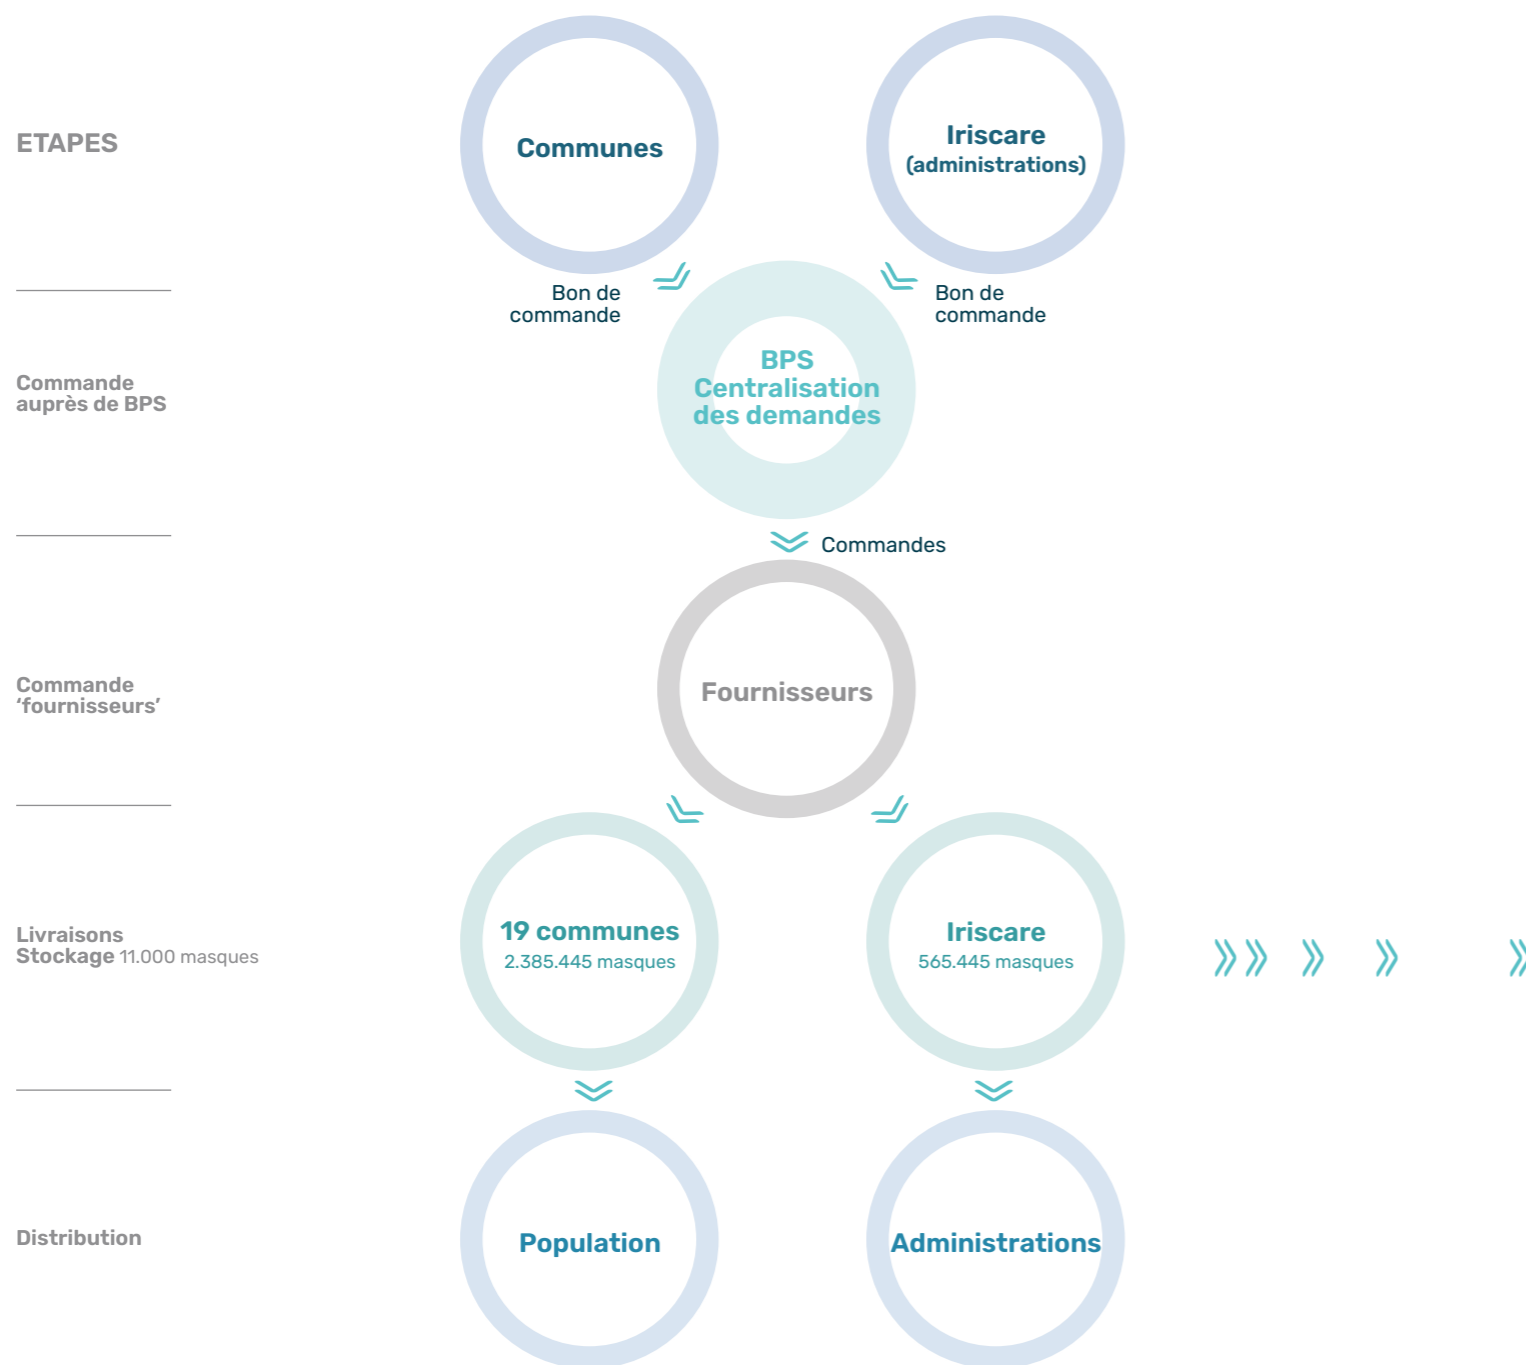 ETAPES
Communes
Iriscare
(administrations)
Bon de
commande
Bon de
commande
Commande
auprès de BPS
BPS
Centralisation
des demandes
Commandes
Commande
‘fournisseurs’
Fournisseurs
Livraisons
Stockage 11.000 masques
19 communes
2.385.445 masques
Iriscare
565.445 masques
Distribution
Population
Administrations